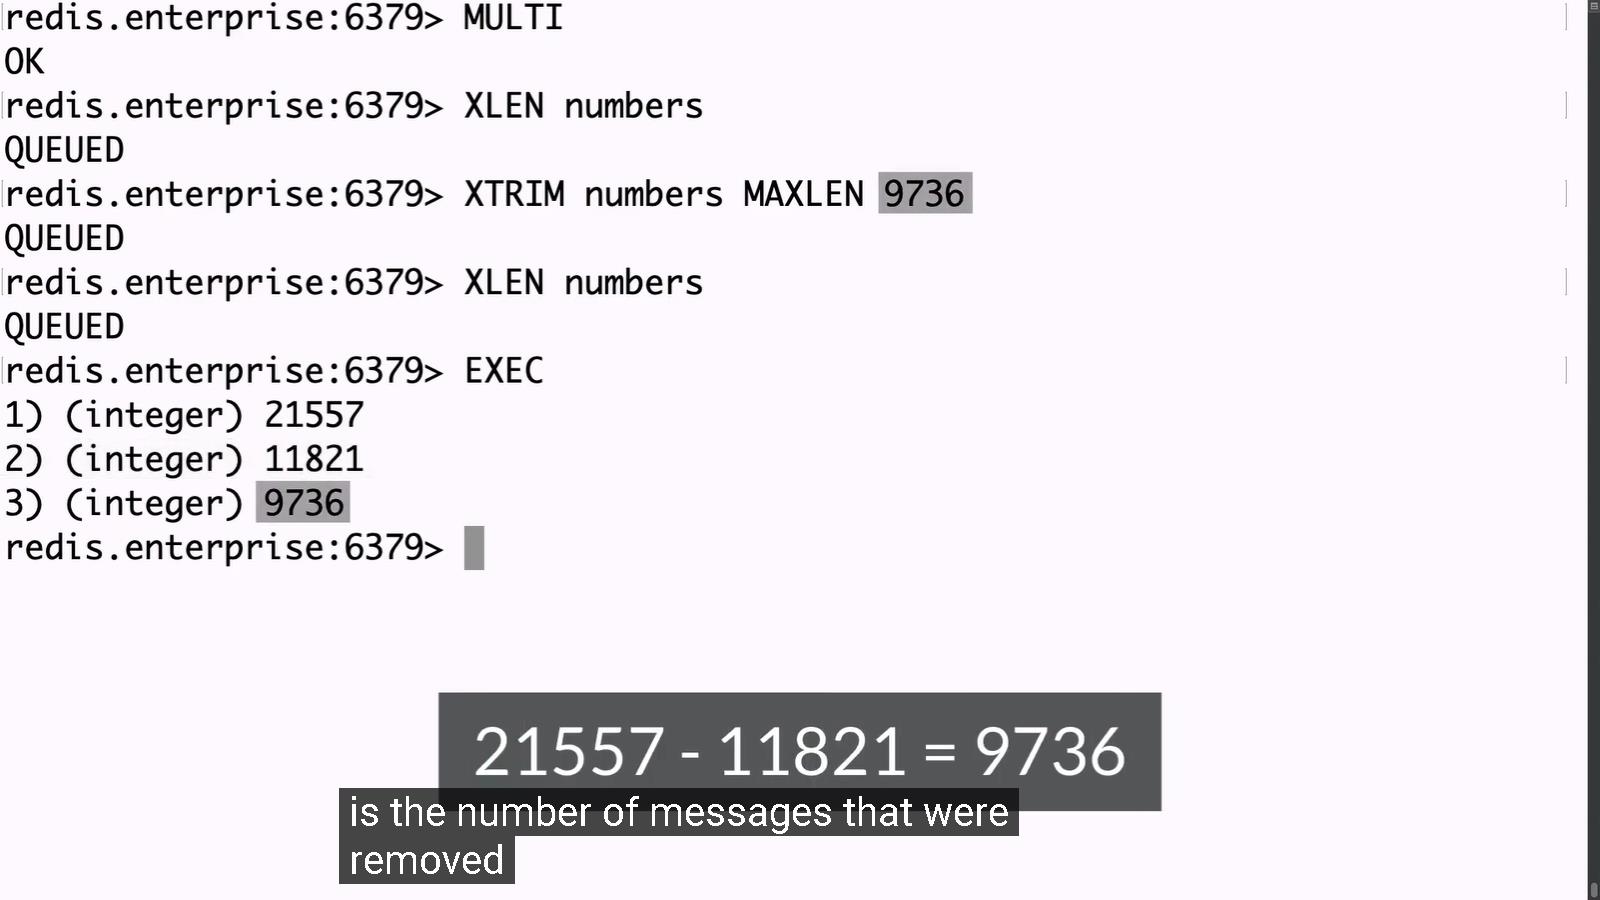 redis.enterprise:6379> MULTI
OK
redis.enterprise:6379> XLEN numbers
QUEUED
redis.enterprise:6379> XTRIM numbers MAXLEN 9736
QUEUED
redis.enterprise:6379> XLEN numbers
QUEUED
redis.enterprise:6379> EXEC
1) (integer) 21557
2) (integer) 11821
3) (integer) 9736
redis.enterprise:6379>
21557 - 11821 = 9736
is the number of messages that were
removed